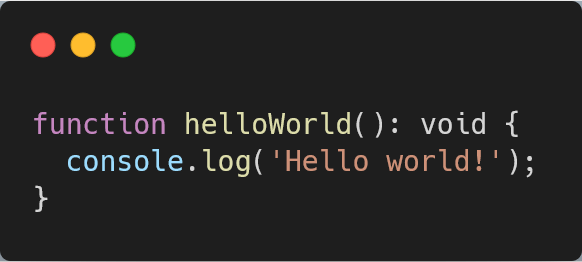 function helloWorld(): void {
  console.log('Hello world!');
}